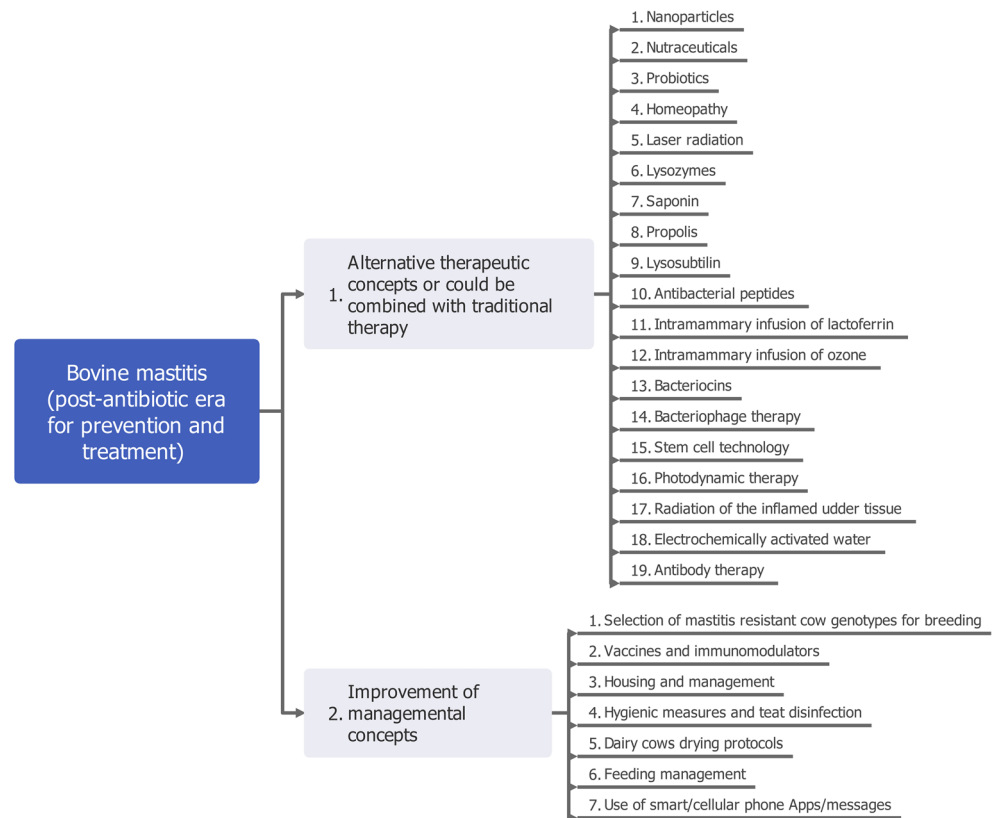 Bovine mastitis
(post-antibiotic era
for prevention and
treatment)
1. Alternative therapeutic
concepts or could be
combined with traditional
therapy
1. Nanoparticles
2. Nutraceuticals
3. Probiotics
4. Homeopathy
5. Laser radiation
6. Lysozymes
7. Saponin
8. Propolis
9. Lysosubtilin
10. Antibacterial peptides
11. Intramammary infusion of lactoferrin
12. Intramammary infusion of ozone
13. Bacteriocins
14. Bacteriophage therapy
15. Stem cell technology
16. Photodynamic therapy
17. Radiation of the inflamed udder tissue
18. Electrochemically activated water
19. Antibody therapy
2. Improvement of
managemental
concepts
1. Selection of mastitis resistant cow genotypes for breeding
2. Vaccines and immunomodulators
3. Housing and management
4. Hygienic measures and teat disinfection
5. Dairy cows drying protocols
6. Feeding management
7. Use of smart/cellular phone Apps/messages